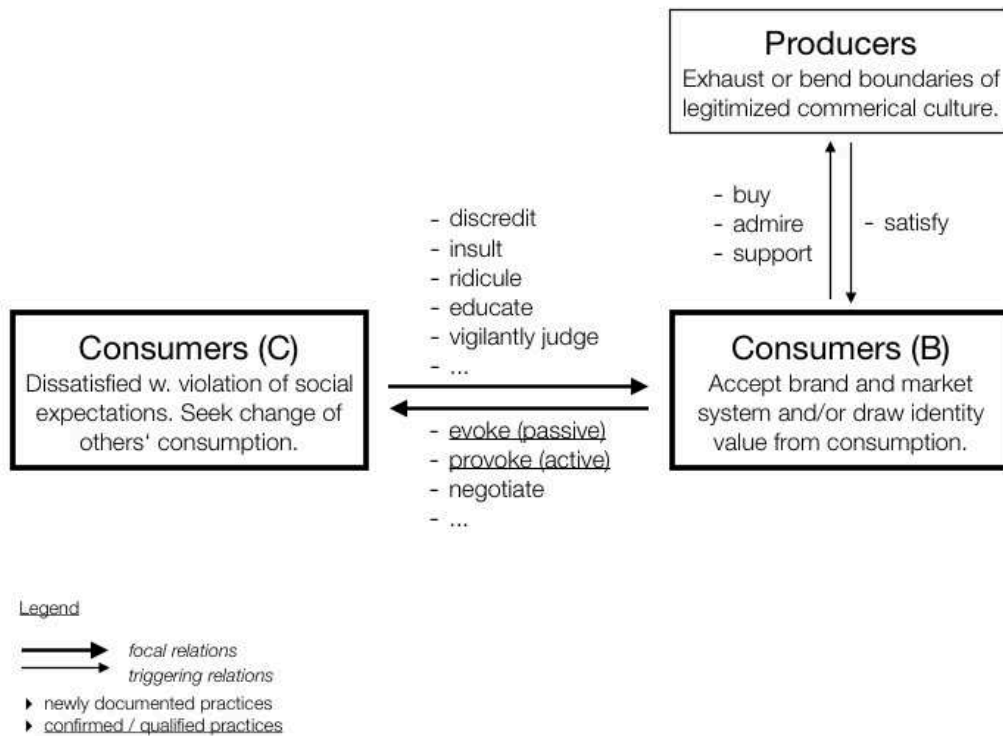 Producers
Exhaust or bend boundaries of
legitimized commerical culture.
- buy
- admire
- support
- satisfy
- discredit
- insult
- ridicule
- educate
- vigilantly judge
- ...
Consumers (C)
Dissatisfied w. violation of social
expectations. Seek change of
others‘ consumption.
Consumers (B)
Accept brand and market
system and/or draw identity
value from consumption.
- evoke (passive)
- provoke (active)
- negotiate
- ...
Legend
focal relations
triggering relations
newly documented practices
confirmed / qualified practices